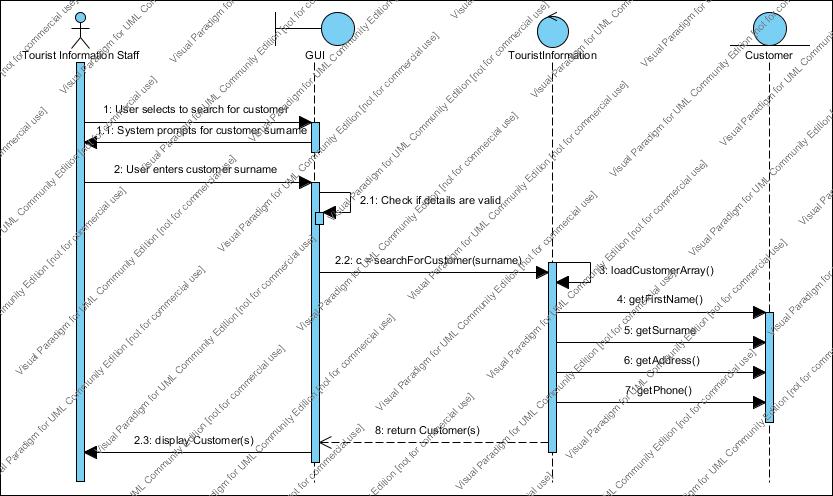 Tourist Information Staff
GUI
TouristInformation
Customer
1: User selects to search for customer
1.1: System prompts for customer surname
2: User enters customer surname
2.1: Check if details are valid
2.2: c = searchForCustomer(surname)
3: loadCustomerArray()
4: getFirstName()
5: getSurname
6: getAddress()
7: getPhone()
8: return Customer(s)
2.3: display Customer(s)
Visual Paradigm for UML Community Edition [not for commercial use]